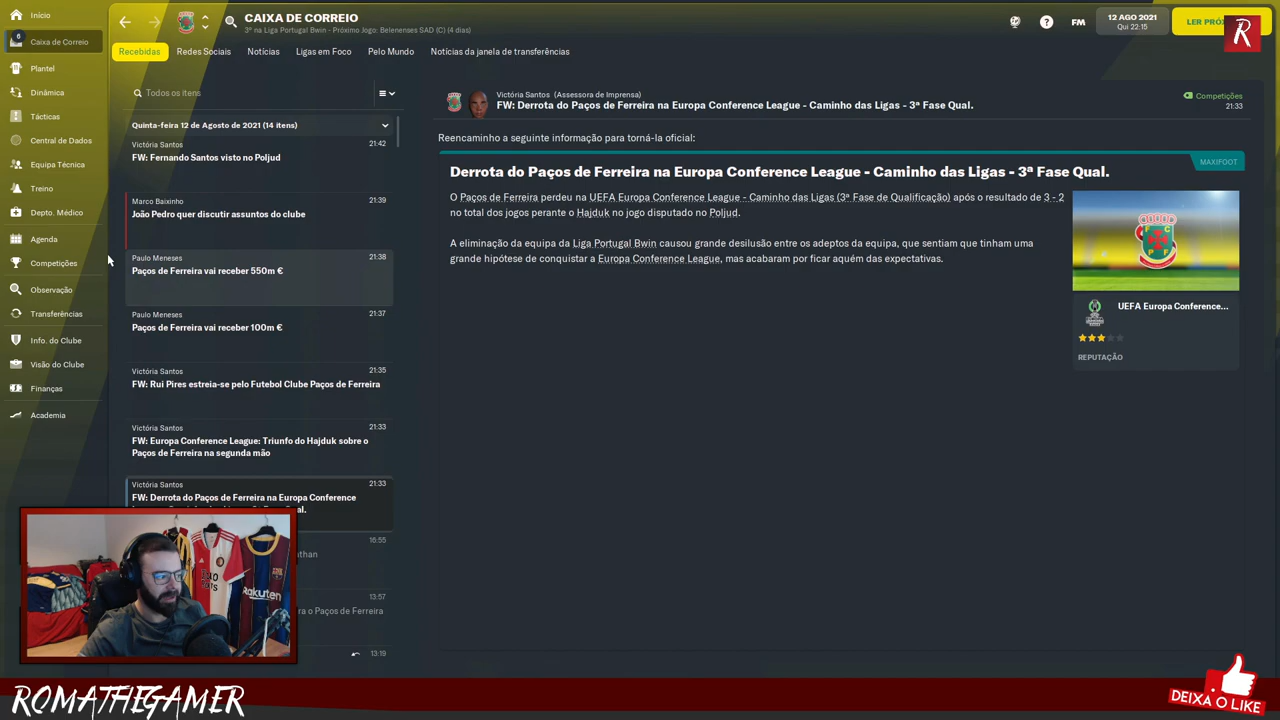 Início
6
Caixa de Correio
Plantel
Dinâmica
Tácticas
Central de Dados
Equipa Técnica
Treino
Depto. Médico
Agenda
Competições
Observação
Transferências
Info. do Clube
Visão do Clube
Finanças
Academia
CAIXA DE CORREIO
3º na Liga Portugal Bwin - Próximo Jogo: Belenenses SAD (C) (4 dias)
?
FM
12 AGO 2021
Qui 22:15
R
Recebidas
Redes Sociais
Notícias
Ligas em Foco
Pelo Mundo
Notícias da janela de transferências
Todos os itens
Quinta-feira 12 de Agosto de 2021 (14 itens)
Victória Santos 21:42
FW: Fernando Santos visto no Poljud
Marco Baixinho 21:39
João Pedro quer discutir assuntos do clube
Paulo Meneses 21:38
Paços de Ferreira vai receber 550m €
Paulo Meneses 21:37
Paços de Ferreira vai receber 100m €
Victória Santos 21:35
FW: Rui Pires estreia-se pelo Futebol Clube Paços de Ferreira
Victória Santos 21:33
FW: Europa Conference League: Triunfo do Hajduk sobre o
Paços de Ferreira na segunda mão
Victória Santos 21:33
FW: Derrota do Paços de Ferreira na Europa Conference
16:55
13:57
ra o Paços de Ferreira
13:19
Victória Santos (Assessora de Imprensa)
FW: Derrota do Paços de Ferreira na Europa Conference League - Caminho das Ligas - 3ª Fase Qual.
Competições
21:33
Reencaminho a seguinte informação para torná-la oficial:
MAXIFOOT
Derrota do Paços de Ferreira na Europa Conference League - Caminho das Ligas - 3ª Fase Qual.
O Paços de Ferreira perdeu na UEFA Europa Conference League - Caminho das Ligas (3ª Fase de Qualificação) após o resultado de 3 - 2
no total dos jogos perante o Hajduk no jogo disputado no Poljud.
A eliminação da equipa da Liga Portugal Bwin causou grande desilusão entre os adeptos da equipa, que sentiam que tinham uma
grande hipótese de conquistar a Europa Conference League, mas acabaram por ficar aquém das expectativas.
UEFA Europa Conference...
REPUTAÇÃO
Rakuten
ROMATHEGAMER
DEIXA O LIKE